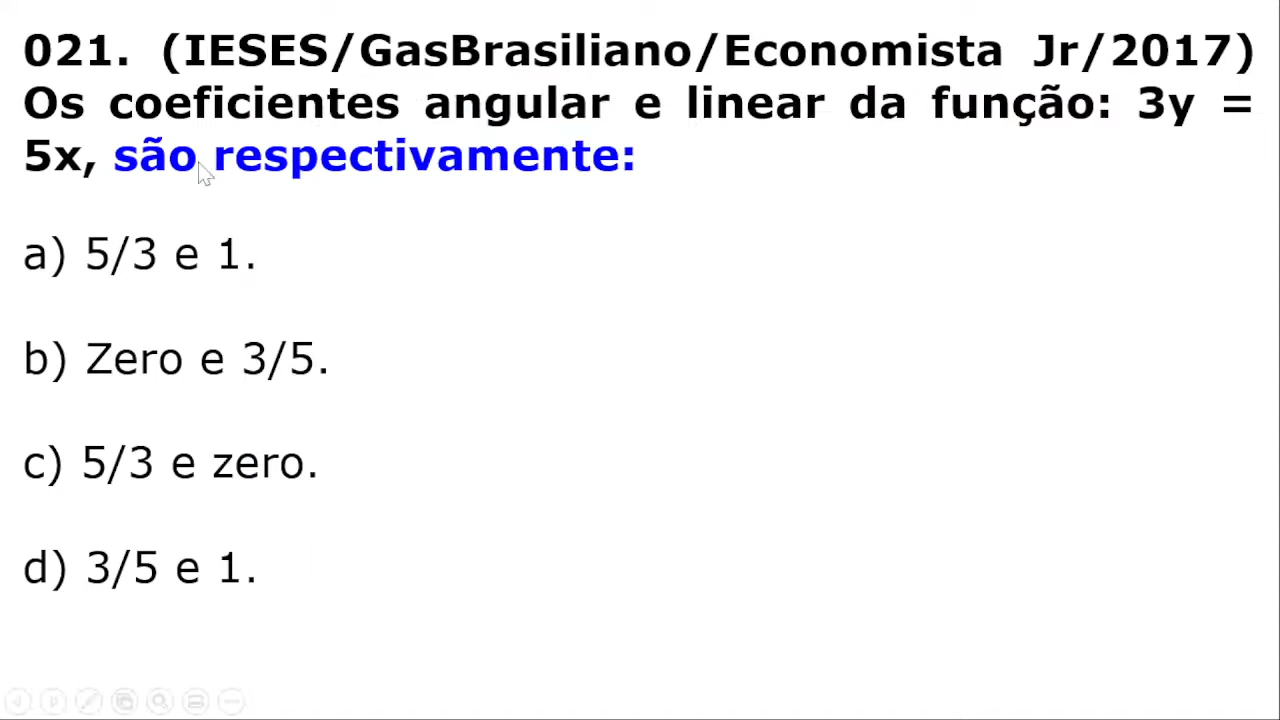 021. (IESES/GasBrasiliano/Economista Jr/2017)
Os coeficientes angular e linear da função: 3y =
5x, são respectivamente:
a) 5/3 e 1.
b) Zero e 3/5.
c) 5/3 e zero.
d) 3/5 e 1.